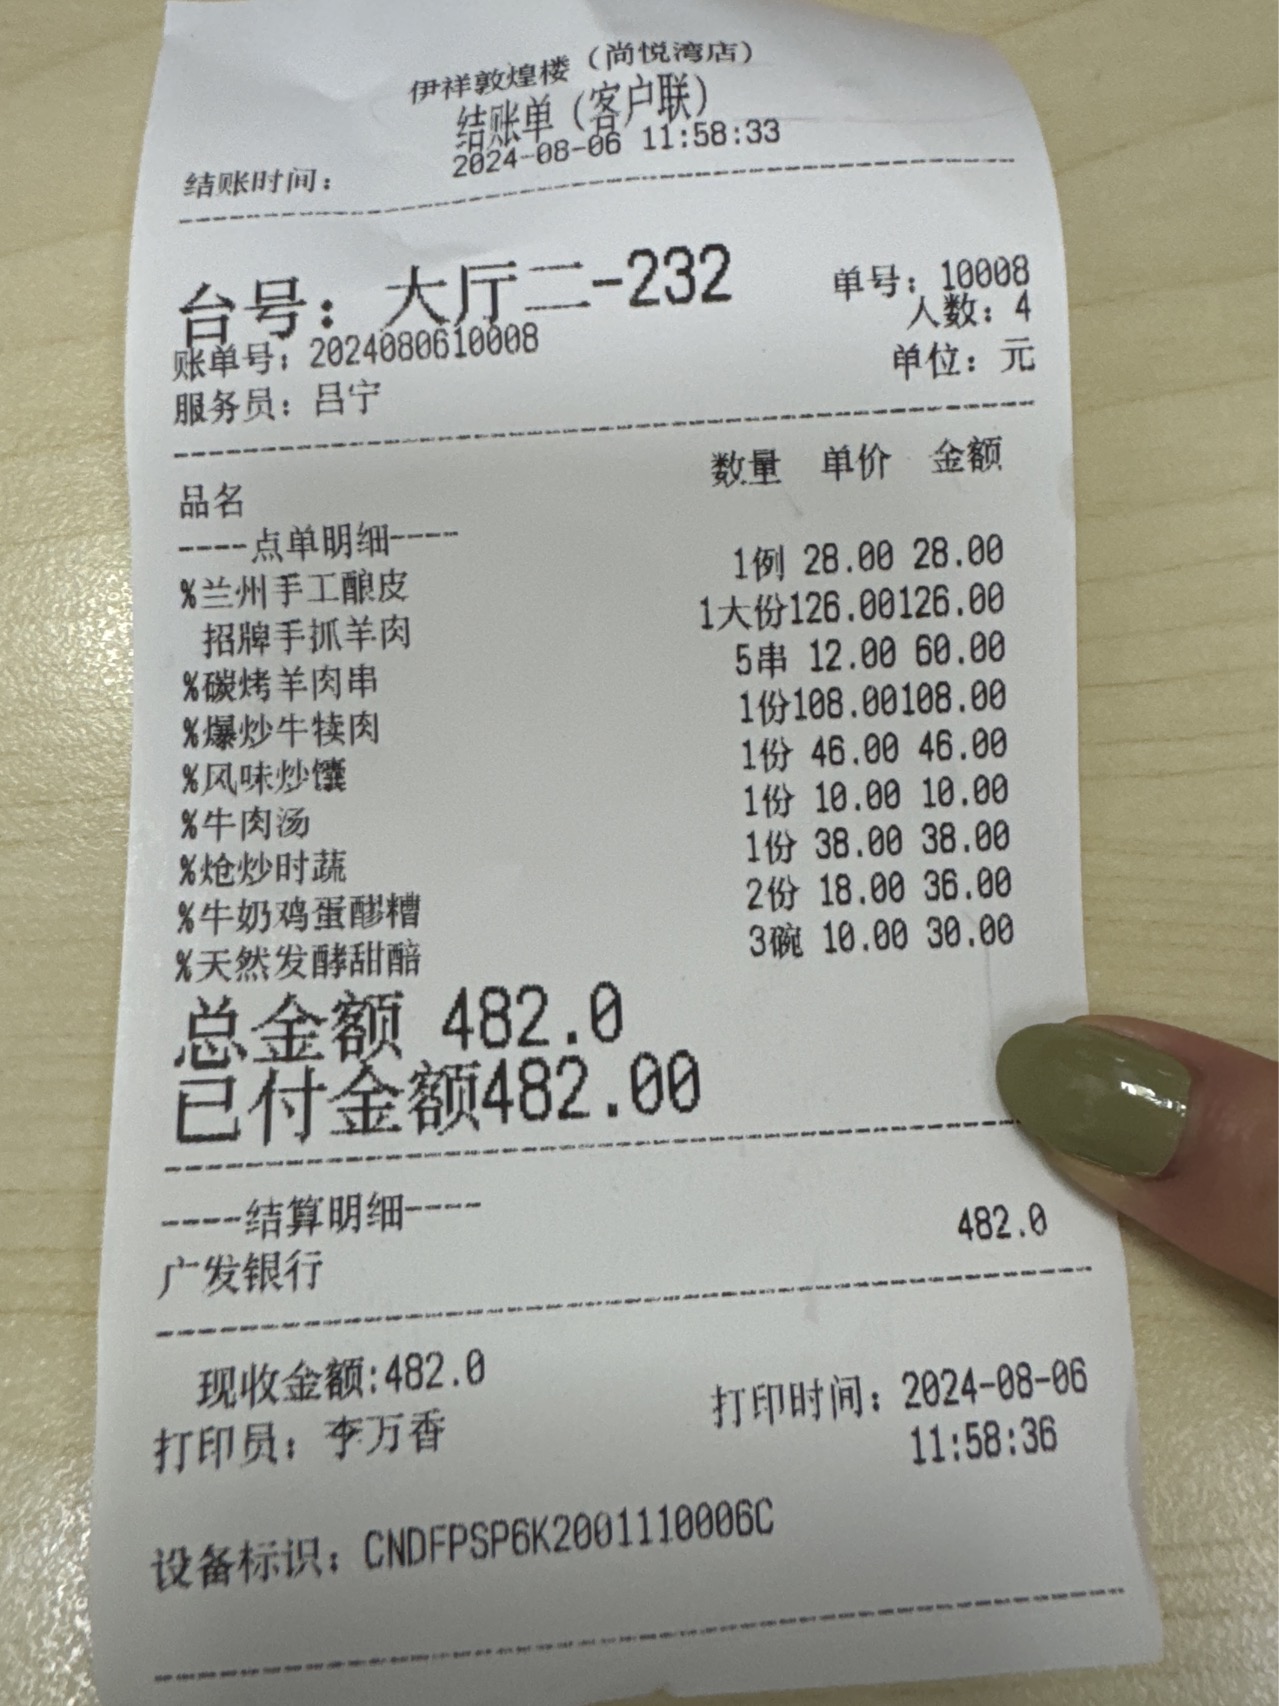 伊祥敦煌楼（尚悦湾店）
结账单（客户联）
结账时间： 2024-08-06 11:58:33
台号： 大厅二-232 单号：10008
人数：4
账单号：2024080610008 单位：元
服务员：吕宁
品名 数量 单价 金额
----点单明细----
%兰州手工酿皮 1例 28.00 28.00
招牌手抓羊肉 1大份126.00126.00
%碳烤羊肉串 5串 12.00 60.00
%爆炒牛犊肉 1份108.00108.00
%风味炒馕 1份 46.00 46.00
%牛肉汤 1份 10.00 10.00
%炝炒时蔬 1份 38.00 38.00
%牛奶鸡蛋醪糟 2份 18.00 36.00
%天然发酵甜醅 3碗 10.00 30.00
总金额 482.0
已付金额482.00
----结算明细----
广发银行 482.0
现收金额:482.0
打印员：李万香 打印时间：2024-08-06
11:58:36
设备标识：CNDFPSP6K2001110006C